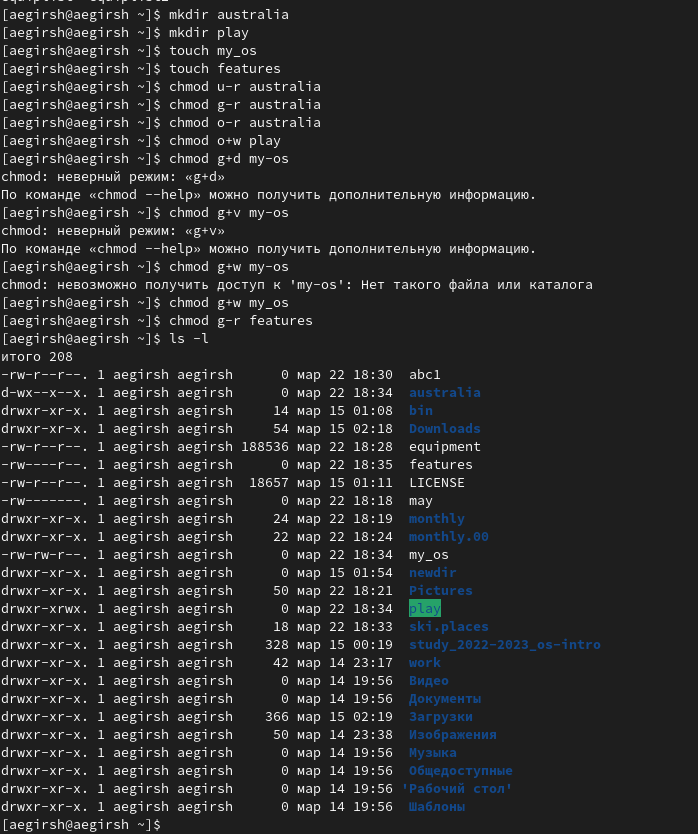 [aegirsh@aegirsh ~]$ mkdir australia
[aegirsh@aegirsh ~]$ mkdir play
[aegirsh@aegirsh ~]$ touch my_os
[aegirsh@aegirsh ~]$ touch features
[aegirsh@aegirsh ~]$ chmod u-r australia
[aegirsh@aegirsh ~]$ chmod g-r australia
[aegirsh@aegirsh ~]$ chmod o-r australia
[aegirsh@aegirsh ~]$ chmod o+w play
[aegirsh@aegirsh ~]$ chmod g+d my-os
chmod: неверный режим: «g+d»
По команде «chmod --help» можно получить дополнительную информацию.
[aegirsh@aegirsh ~]$ chmod g+v my-os
chmod: неверный режим: «g+v»
По команде «chmod --help» можно получить дополнительную информацию.
[aegirsh@aegirsh ~]$ chmod g+w my-os
chmod: невозможно получить доступ к 'my-os': Нет такого файла или каталога
[aegirsh@aegirsh ~]$ chmod g+w my_os
[aegirsh@aegirsh ~]$ chmod g-r features
[aegirsh@aegirsh ~]$ ls -l
итого 208
-rw-r--r--. 1 aegirsh aegirsh      0 мар 22 18:30  abc1
d-wx--x--x. 1 aegirsh aegirsh      0 мар 22 18:34  australia
drwxr-xr-x. 1 aegirsh aegirsh     14 мар 15 01:08  bin
drwxr-xr-x. 1 aegirsh aegirsh     54 мар 15 02:18  Downloads
-rw-r--r--. 1 aegirsh aegirsh 188536 мар 22 18:28  equipment
-rw----r--. 1 aegirsh aegirsh      0 мар 22 18:35  features
-rw-r--r--. 1 aegirsh aegirsh  18657 мар 15 01:11  LICENSE
-rw-------. 1 aegirsh aegirsh      0 мар 22 18:18  may
drwxr-xr-x. 1 aegirsh aegirsh     24 мар 22 18:19  monthly
drwxr-xr-x. 1 aegirsh aegirsh     22 мар 22 18:24  monthly.00
-rw-rw-r--. 1 aegirsh aegirsh      0 мар 22 18:34  my_os
drwxr-xr-x. 1 aegirsh aegirsh      0 мар 15 01:54  newdir
drwxr-xr-x. 1 aegirsh aegirsh     50 мар 22 18:21  Pictures
drwxr-xrwx. 1 aegirsh aegirsh      0 мар 22 18:34  play
drwxr-xr-x. 1 aegirsh aegirsh     18 мар 22 18:33  ski.places
drwxr-xr-x. 1 aegirsh aegirsh    328 мар 15 00:19  study_2022-2023_os-intro
drwxr-xr-x. 1 aegirsh aegirsh     42 мар 14 23:17  work
drwxr-xr-x. 1 aegirsh aegirsh      0 мар 14 19:56  Видео
drwxr-xr-x. 1 aegirsh aegirsh      0 мар 14 19:56  Документы
drwxr-xr-x. 1 aegirsh aegirsh    366 мар 15 02:19  Загрузки
drwxr-xr-x. 1 aegirsh aegirsh     50 мар 14 23:38  Изображения
drwxr-xr-x. 1 aegirsh aegirsh      0 мар 14 19:56  Музыка
drwxr-xr-x. 1 aegirsh aegirsh      0 мар 14 19:56  Общедоступные
drwxr-xr-x. 1 aegirsh aegirsh      0 мар 14 19:56 'Рабочий стол'
drwxr-xr-x. 1 aegirsh aegirsh      0 мар 14 19:56  Шаблоны
[aegirsh@aegirsh ~]$